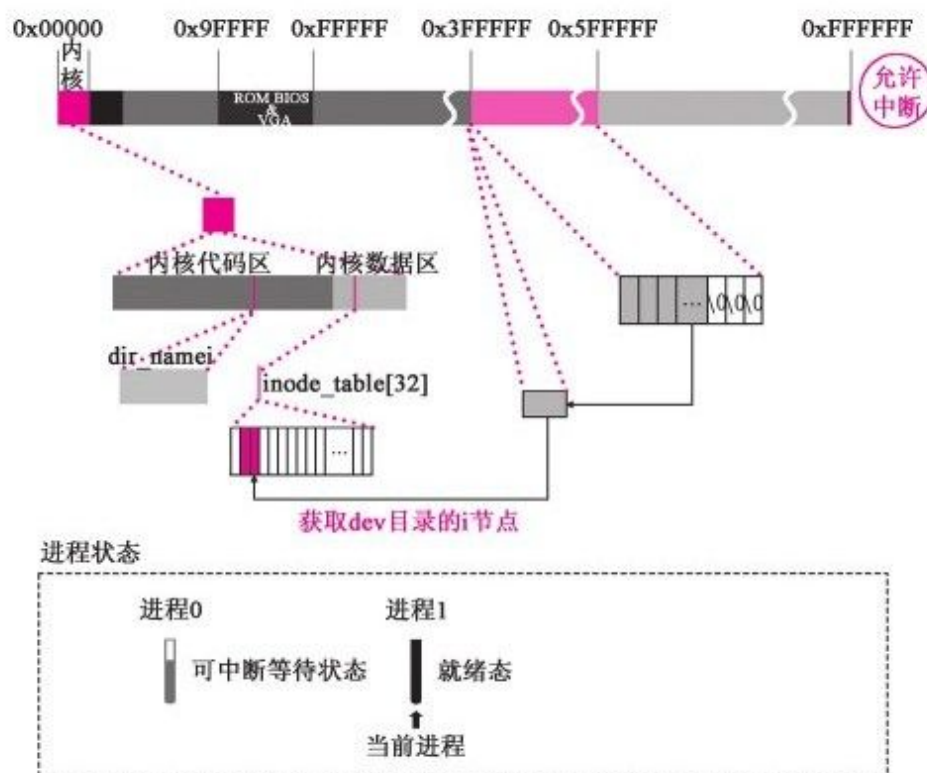 0x00000
0x9FFFF
0xFFFFF
0x3FFFFF
0x5FFFFF
0xFFFFFF
内
核
ROM BIOS
&
VGA
允许
中断
内核代码区
内核数据区
... \0 \0 \0
dir_namei
inode_table[32]
...
获取dev目录的i节点
进程状态
进程0
进程1
可中断等待状态
就绪态
当前进程